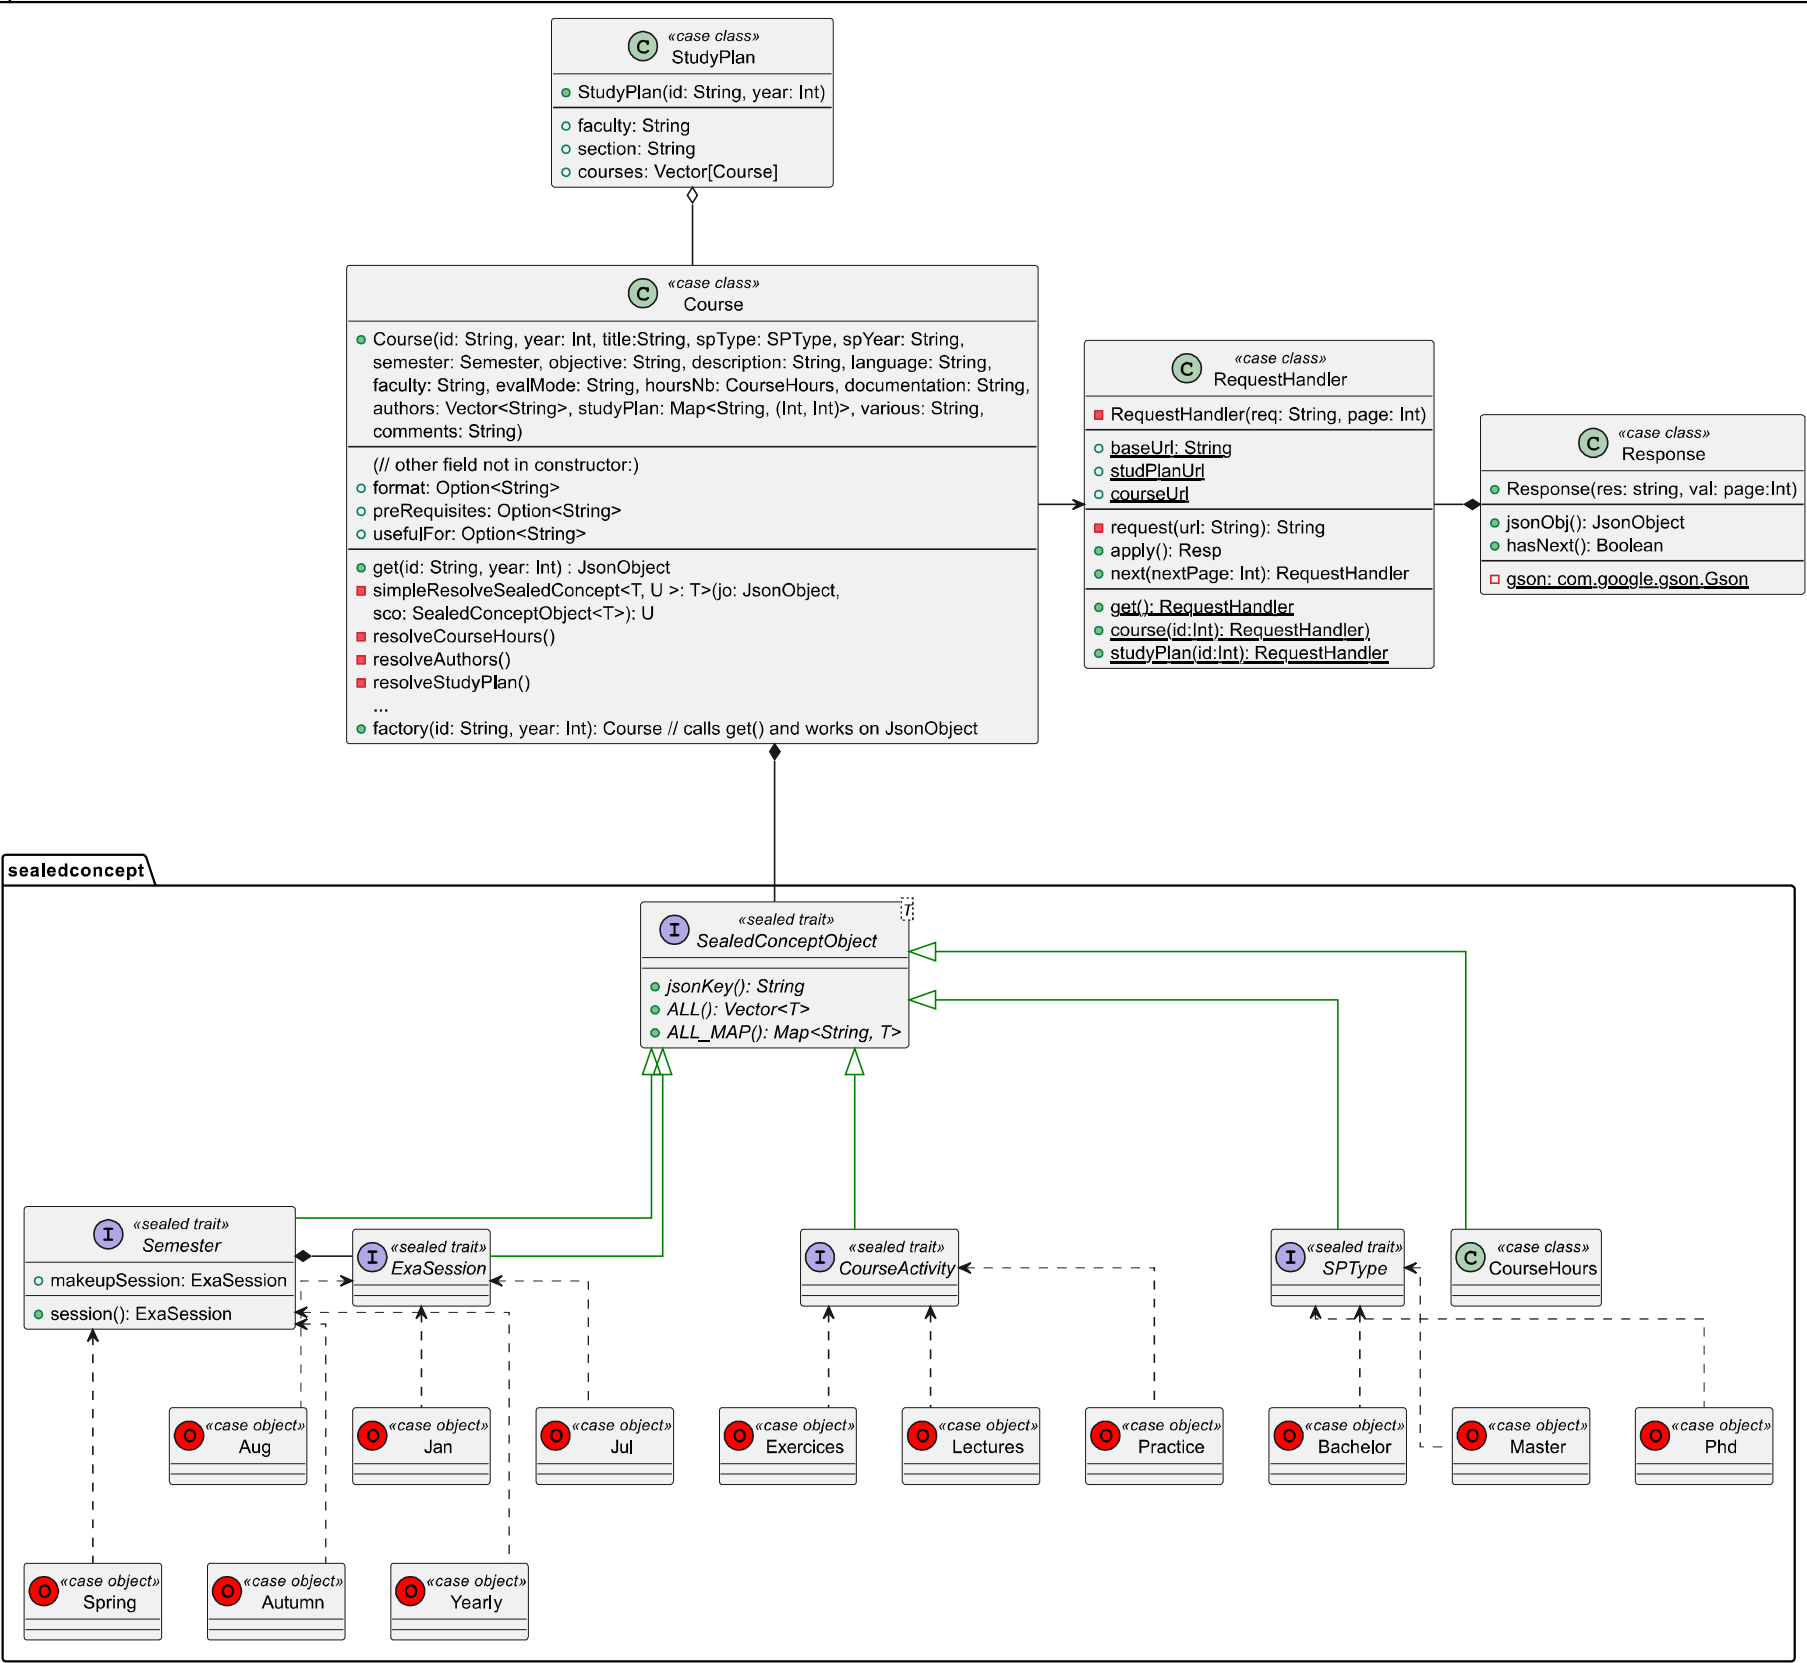 «case class»
C
StudyPlan
StudyPlan(id: String, year: Int)
faculty: String
section: String
courses: Vector[Course]
«case class»
C
Course
Course(id: String, year: Int, title:String, spType: SPType, spYear: String,
semester: Semester, objective: String, description: String, language: String,
faculty: String, evalMode: String, hoursNb: CourseHours, documentation: String,
authors: Vector<String>, studyPlan: Map<String, (Int, Int)>, various: String,
comments: String)
(// other field not in constructor:)
format: Option<String>
preRequisites: Option<String>
usefulFor: Option<String>
get(id: String, year: Int) : JsonObject
simpleResolveSealedConcept<T, U >: T>(jo: JsonObject,
sco: SealedConceptObject<T>): U
resolveCourseHours()
resolveAuthors()
resolveStudyPlan()
...
factory(id: String, year: Int): Course // calls get() and works on JsonObject
«case class»
C
RequestHandler
RequestHandler(req: String, page: Int)
baseUrl: String
studPlanUrl
courseUrl
request(url: String): String
apply(): Resp
next(nextPage: Int): RequestHandler
get(): RequestHandler
course(id:Int): RequestHandler)
studyPlan(id:Int): RequestHandler
«case class»
C
Response
Response(res: string, val: page:Int)
jsonObj(): JsonObject
hasNext(): Boolean
gson: com.google.gson.Gson
sealedconcept
T
«sealed trait»
I
SealedConceptObject
jsonKey(): String
ALL(): Vector<T>
ALL_MAP(): Map<String, T>
«sealed trait»
I
Semester
makeupSession: ExaSession
session(): ExaSession
«sealed trait»
I
ExaSession
«sealed trait»
I
CourseActivity
«sealed trait»
I
SPType
«case class»
C
CourseHours
«case object»
O
Aug
«case object»
O
Jan
«case object»
O
Jul
«case object»
O
Exercices
«case object»
O
Lectures
«case object»
O
Practice
«case object»
O
Bachelor
«case object»
O
Master
«case object»
O
Phd
«case object»
O
Spring
«case object»
O
Autumn
«case object»
O
Yearly